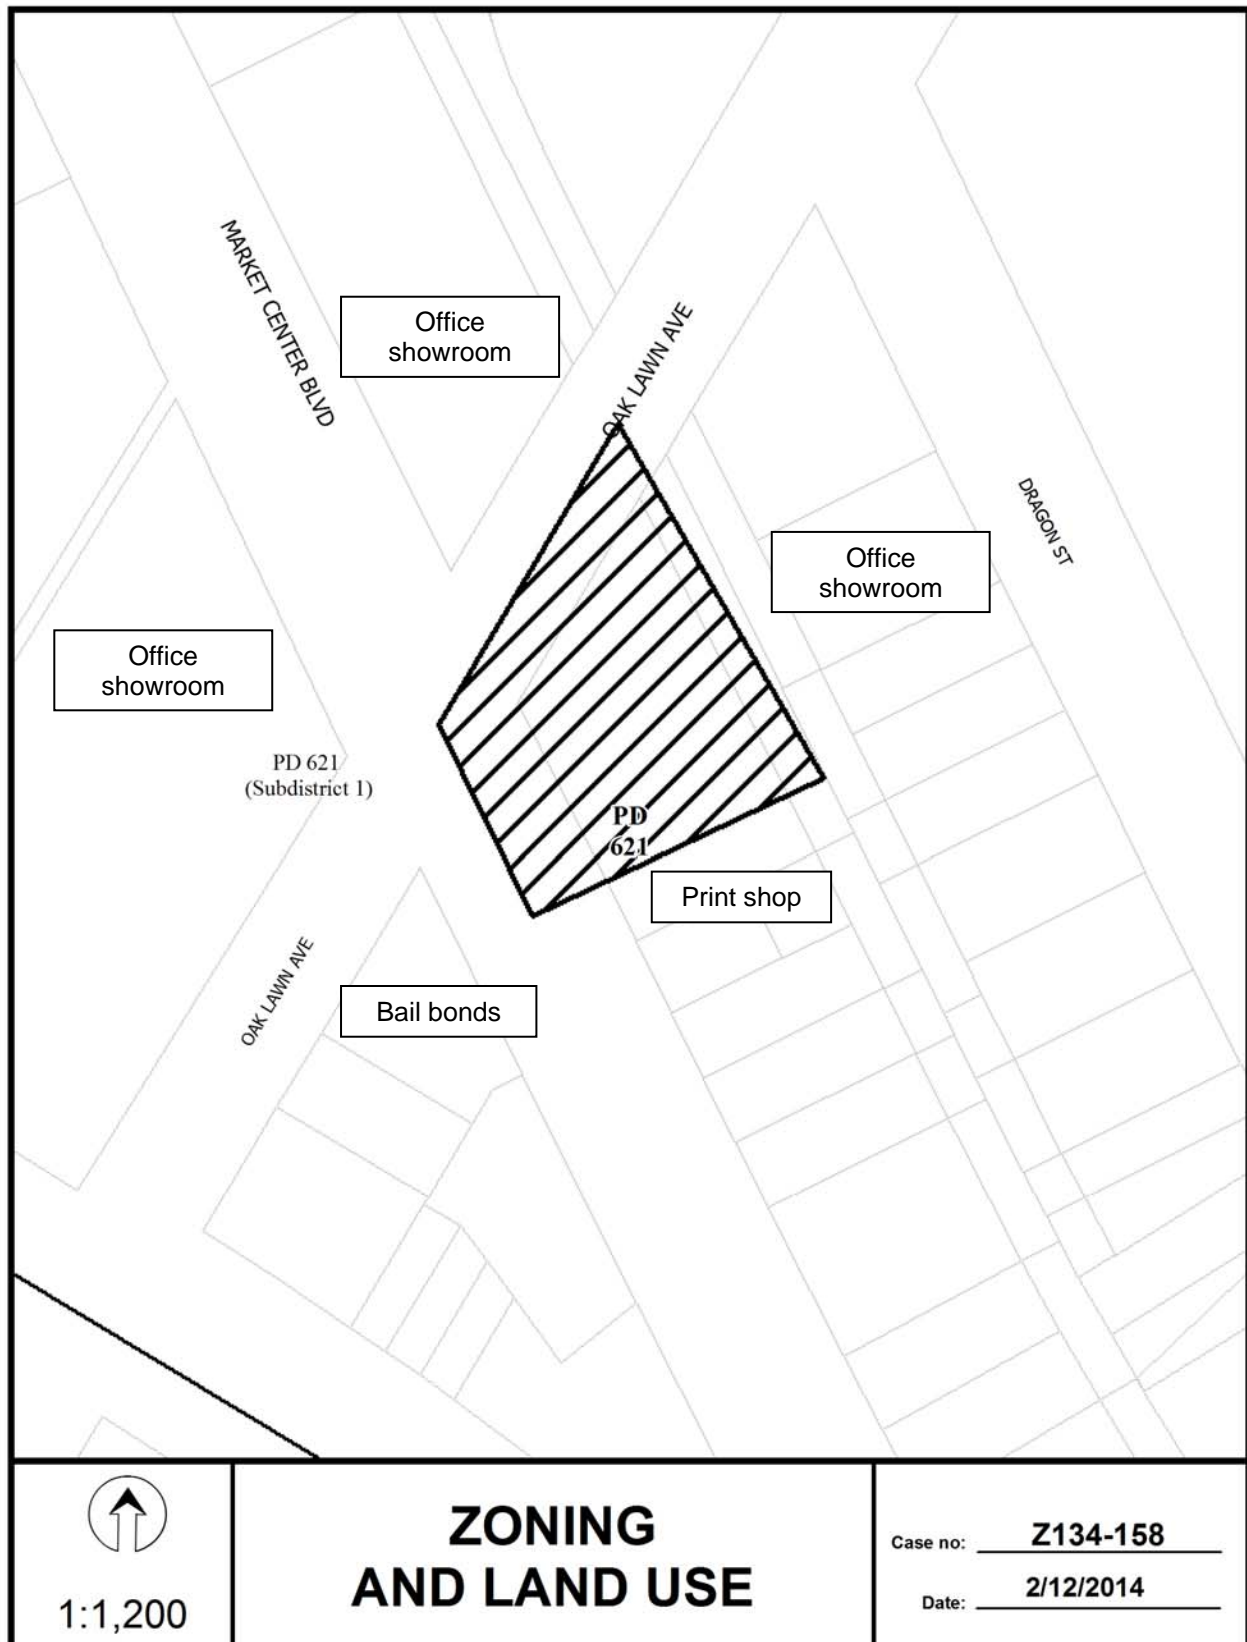 MARKET CENTER BLVD
Office
showroom
OAK LAWN AVE
DRAGON ST
Office
showroom
Office
showroom
PD 621
(Subdistrict 1)
PD
621
Print shop
OAK LAWN AVE
Bail bonds
1:1,200
ZONING
AND LAND USE
Case no: Z134-158
Date: 2/12/2014